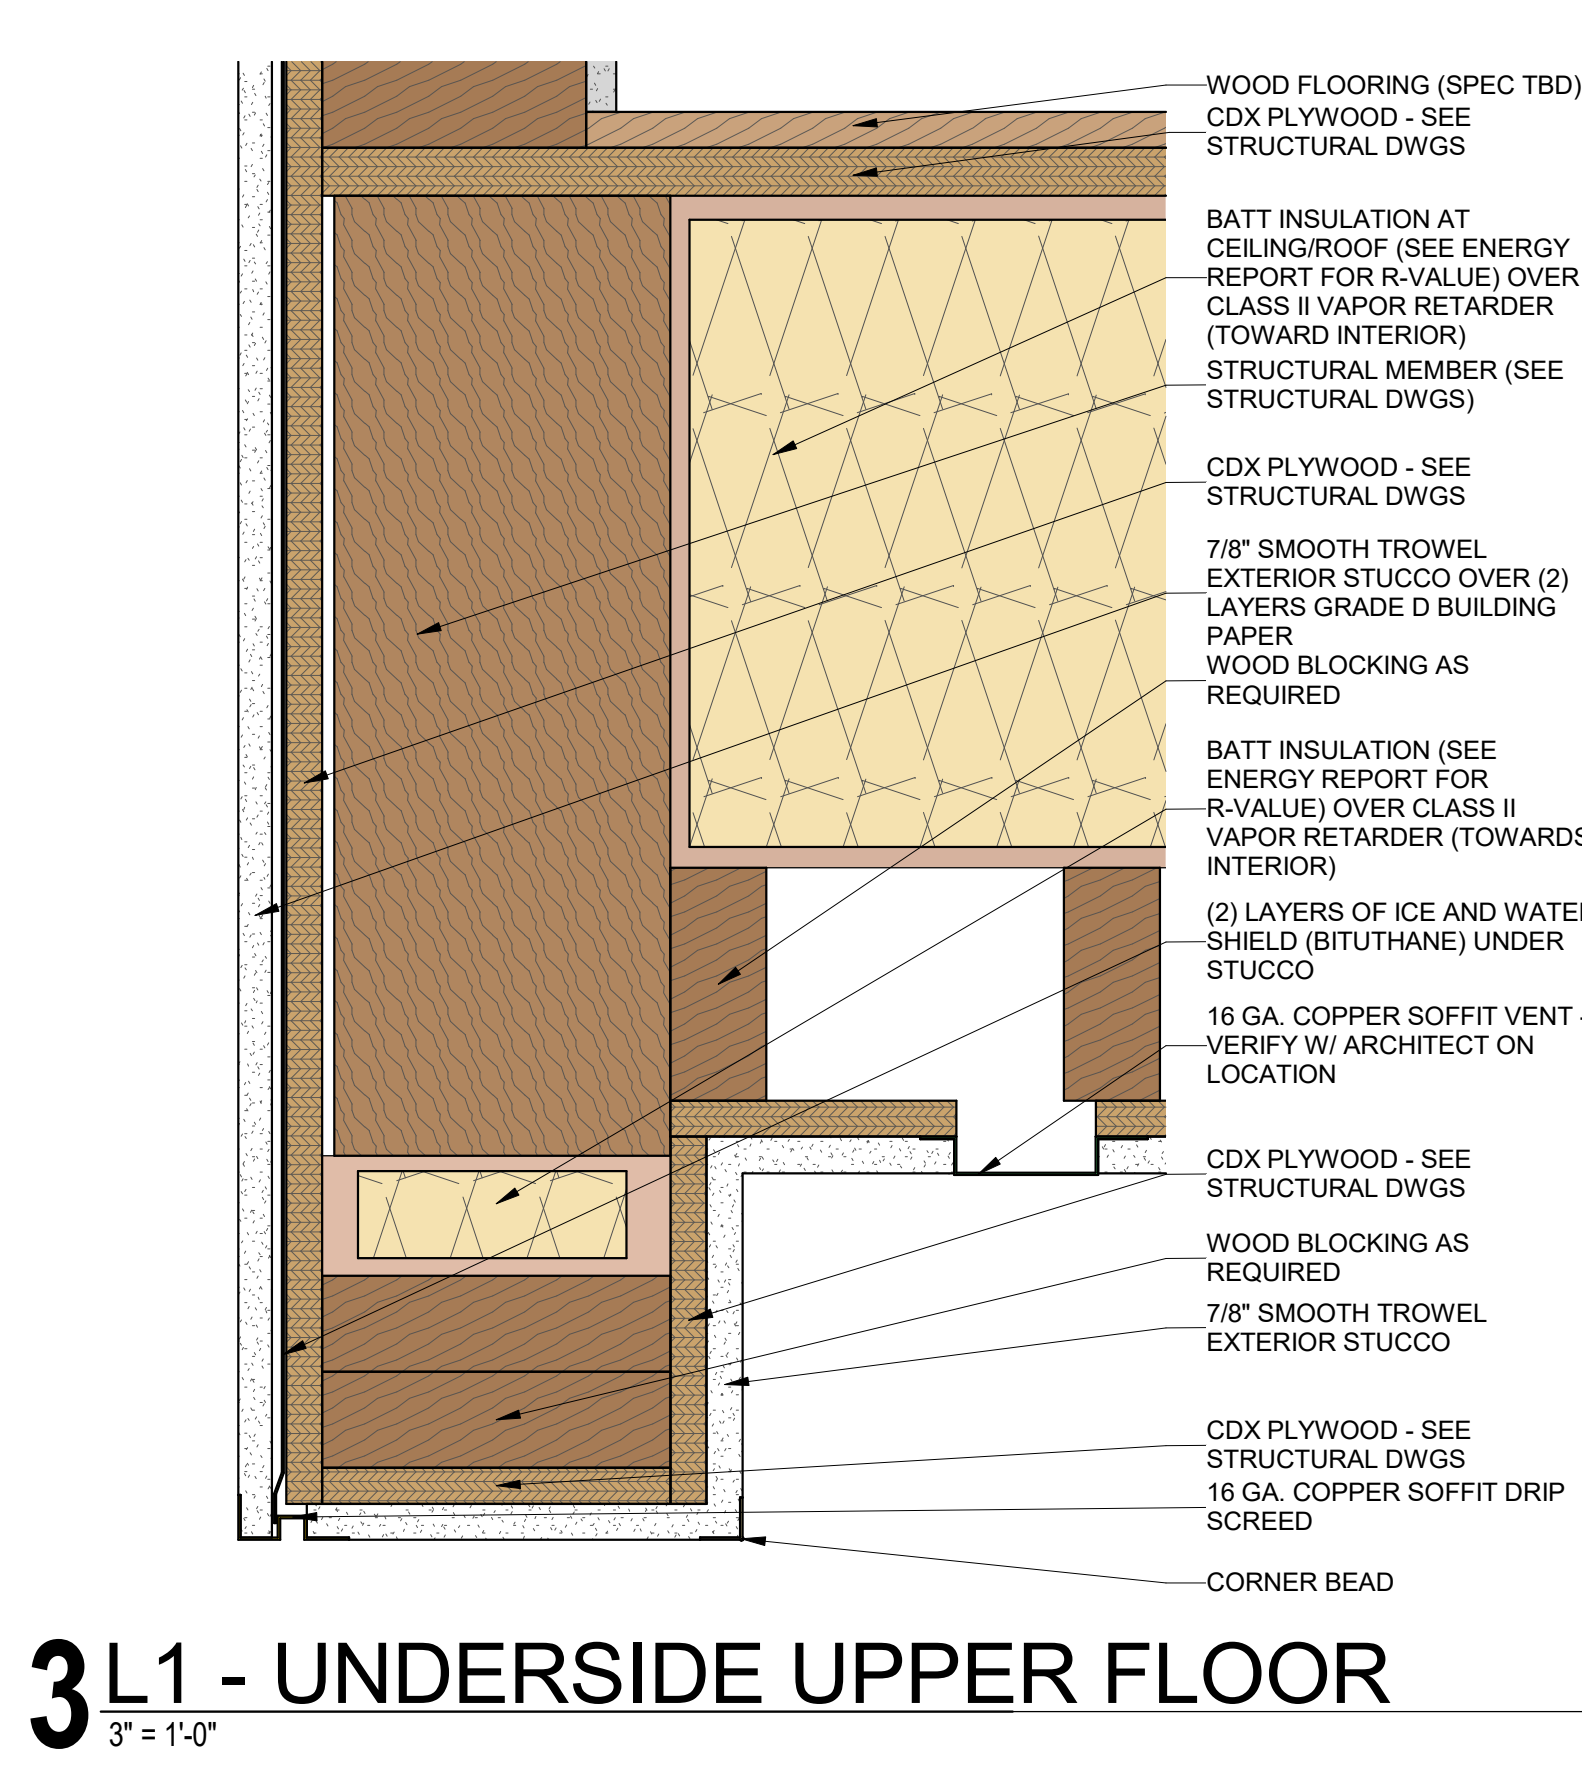 WOOD FLOORING (SPEC TBD)
CDX PLYWOOD - SEE
STRUCTURAL DWGS
BATT INSULATION AT
CEILING/ROOF (SEE ENERGY
REPORT FOR R-VALUE) OVER
CLASS II VAPOR RETARDER
(TOWARD INTERIOR)
STRUCTURAL MEMBER (SEE
STRUCTURAL DWGS)
CDX PLYWOOD - SEE
STRUCTURAL DWGS
7/8" SMOOTH TROWEL
EXTERIOR STUCCO OVER (2)
LAYERS GRADE D BUILDING
PAPER
WOOD BLOCKING AS
REQUIRED
BATT INSULATION (SEE
ENERGY REPORT FOR
R-VALUE) OVER CLASS II
VAPOR RETARDER (TOWARDS
INTERIOR)
(2) LAYERS OF ICE AND WATER
SHIELD (BITUTHANE) UNDER
STUCCO
16 GA. COPPER SOFFIT VENT -
VERIFY W/ ARCHITECT ON
LOCATION
CDX PLYWOOD - SEE
STRUCTURAL DWGS
WOOD BLOCKING AS
REQUIRED
7/8" SMOOTH TROWEL
EXTERIOR STUCCO
CDX PLYWOOD - SEE
STRUCTURAL DWGS
16 GA. COPPER SOFFIT DRIP
SCREED
CORNER BEAD
3 L1 - UNDERSIDE UPPER FLOOR
3" = 1'-0"